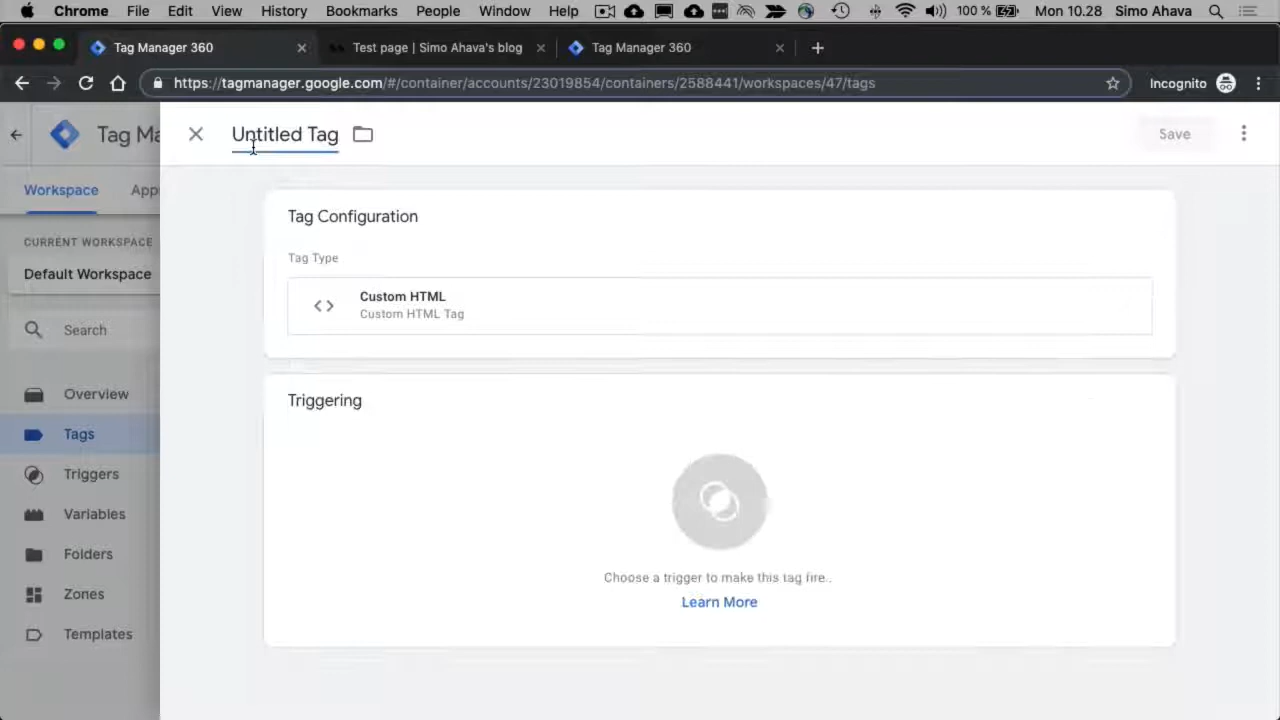 Chrome File Edit View History Bookmarks People Window Help 100 % Mon 10.28 Simo Ahava
Tag Manager 360 Test page | Simo Ahava's blog Tag Manager 360
https://tagmanager.google.com/#/container/accounts/23019854/containers/2588441/workspaces/47/tags Incognito
Tag Ma Untitled Tag Save
Workspace App
Tag Configuration
CURRENT WORKSPACE
Tag Type
Default Workspace
Custom HTML
Custom HTML Tag
Search
Overview
Triggering
Tags
Triggers
Variables
Folders
Choose a trigger to make this tag fire..
Zones
Learn More
Templates